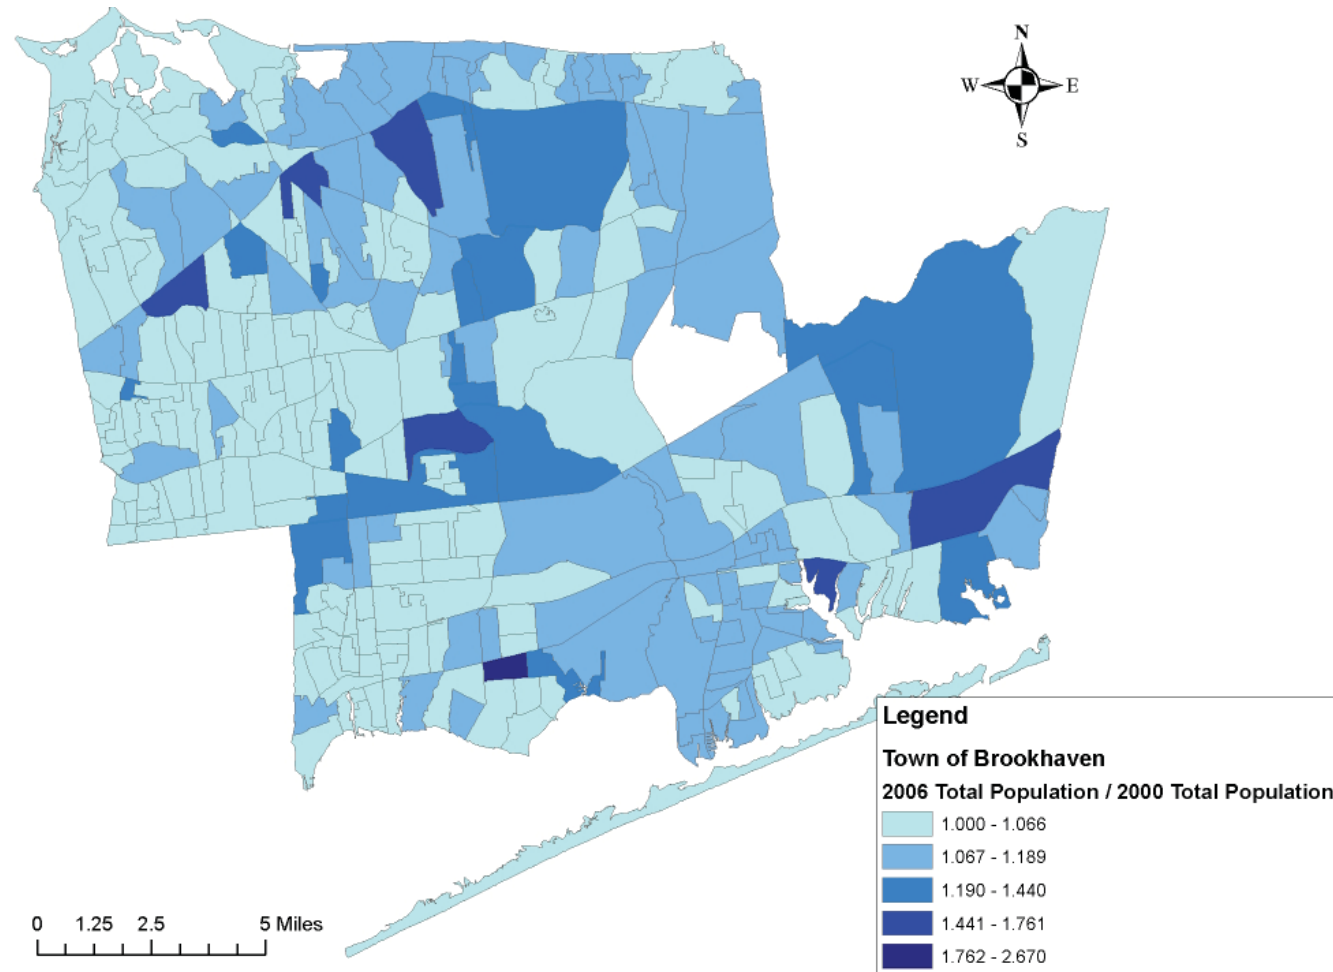 N
W E
S
Legend
Town of Brookhaven
2006 Total Population / 2000 Total Population
1.000 - 1.066
1.067 - 1.189
1.190 - 1.440
1.441 - 1.761
1.762 - 2.670
0 1.25 2.5 5 Miles